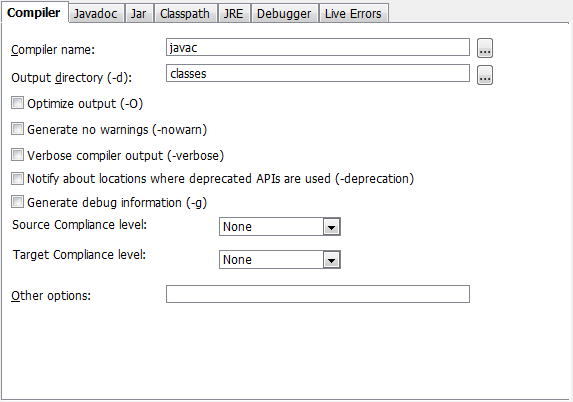 Compiler Javadoc Jar Classpath JRE Debugger Live Errors
Compiler name: javac ...
Output directory (-d): classes ...
Optimize output (-O)
Generate no warnings (-nowarn)
Verbose compiler output (-verbose)
Notify about locations where deprecated APIs are used (-deprecation)
Generate debug information (-g)
Source Compliance level: None
Target Compliance level: None
Other options: